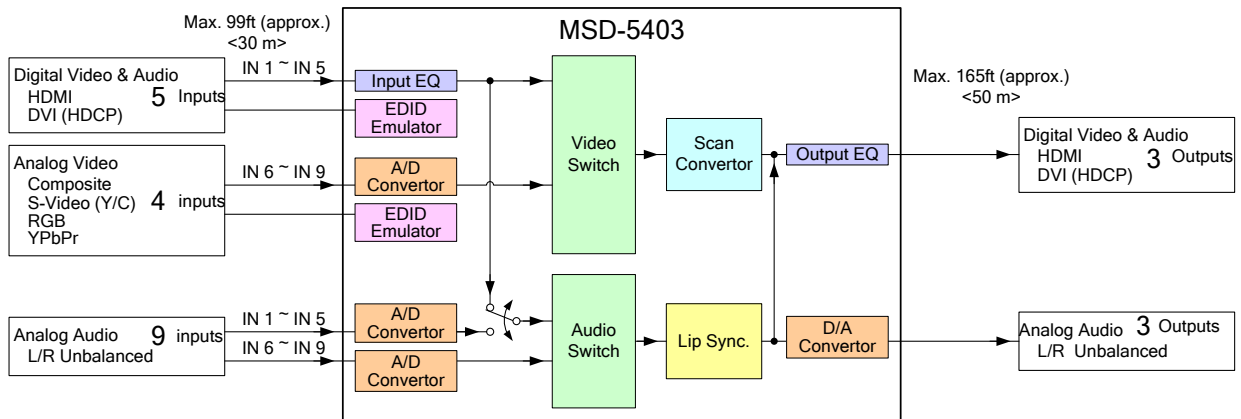 Max. 99ft (approx.)
<30 m>
MSD-5403
Digital Video & Audio
HDMI
DVI (HDCP)
5 Inputs
IN 1 ~ IN 5
Input EQ
EDID
Emulator
Analog Video
Composite
S-Video (Y/C)
RGB
YPbPr
4 inputs
IN 6 ~ IN 9
A/D
Convertor
EDID
Emulator
Video
Switch
Scan
Convertor
Output EQ
Max. 165ft (approx.)
<50 m>
Digital Video & Audio
HDMI
DVI (HDCP)
3 Outputs
Analog Audio 9 inputs
L/R Unbalanced
IN 1 ~ IN 5
IN 6 ~ IN 9
A/D
Convertor
A/D
Convertor
Audio
Switch
Lip Sync.
D/A
Convertor
Analog Audio 3 Outputs
L/R Unbalanced